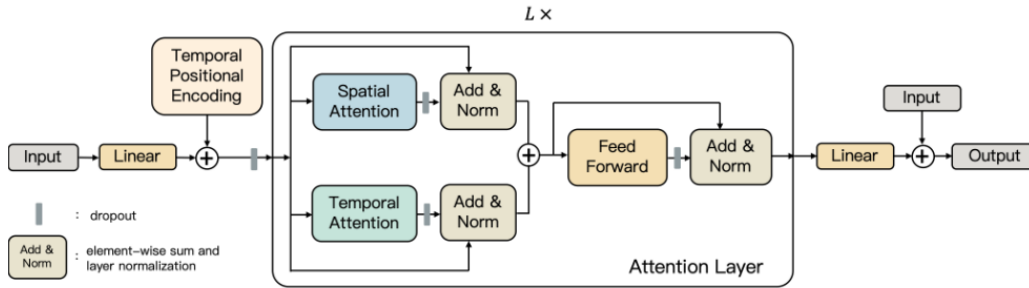 L ×
Temporal
Positional
Encoding
Spatial
Attention
Add &
Norm
Input
Input
Linear
Feed
Forward
Add &
Norm
Linear
Output
Temporal
Attention
Add &
Norm
: dropout
Add &
Norm
: element-wise sum and
layer normalization
Attention Layer